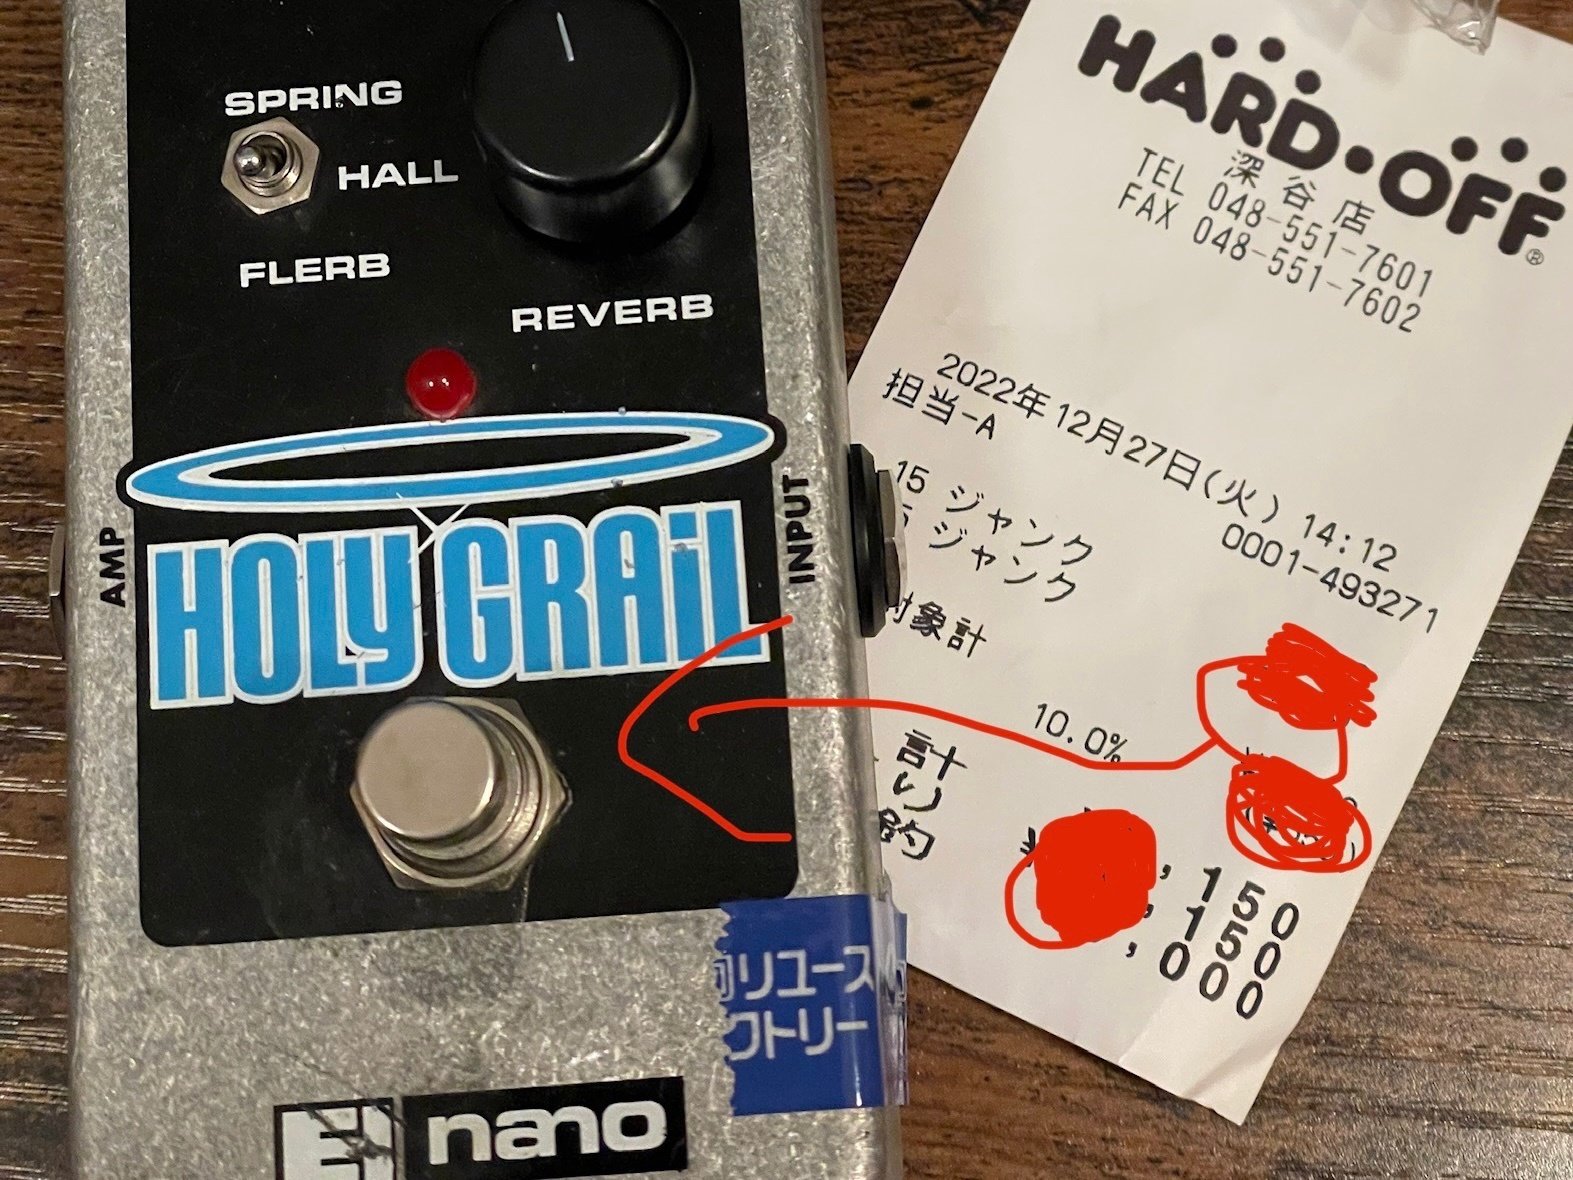 SPRING
HALL
FLERB
REVERB
AMP
INPUT
HOLY GRAiL
リユース
クトリー
nano
HARD・OFF®
深谷店
TEL 048-551-7601
FAX 048-551-7602
2022年12月27日(火) 14:12
担当-A 0001-493271
15 ジャンク
ジャンク
対象計
10.0%
計 ,150
,150
釣 ,000